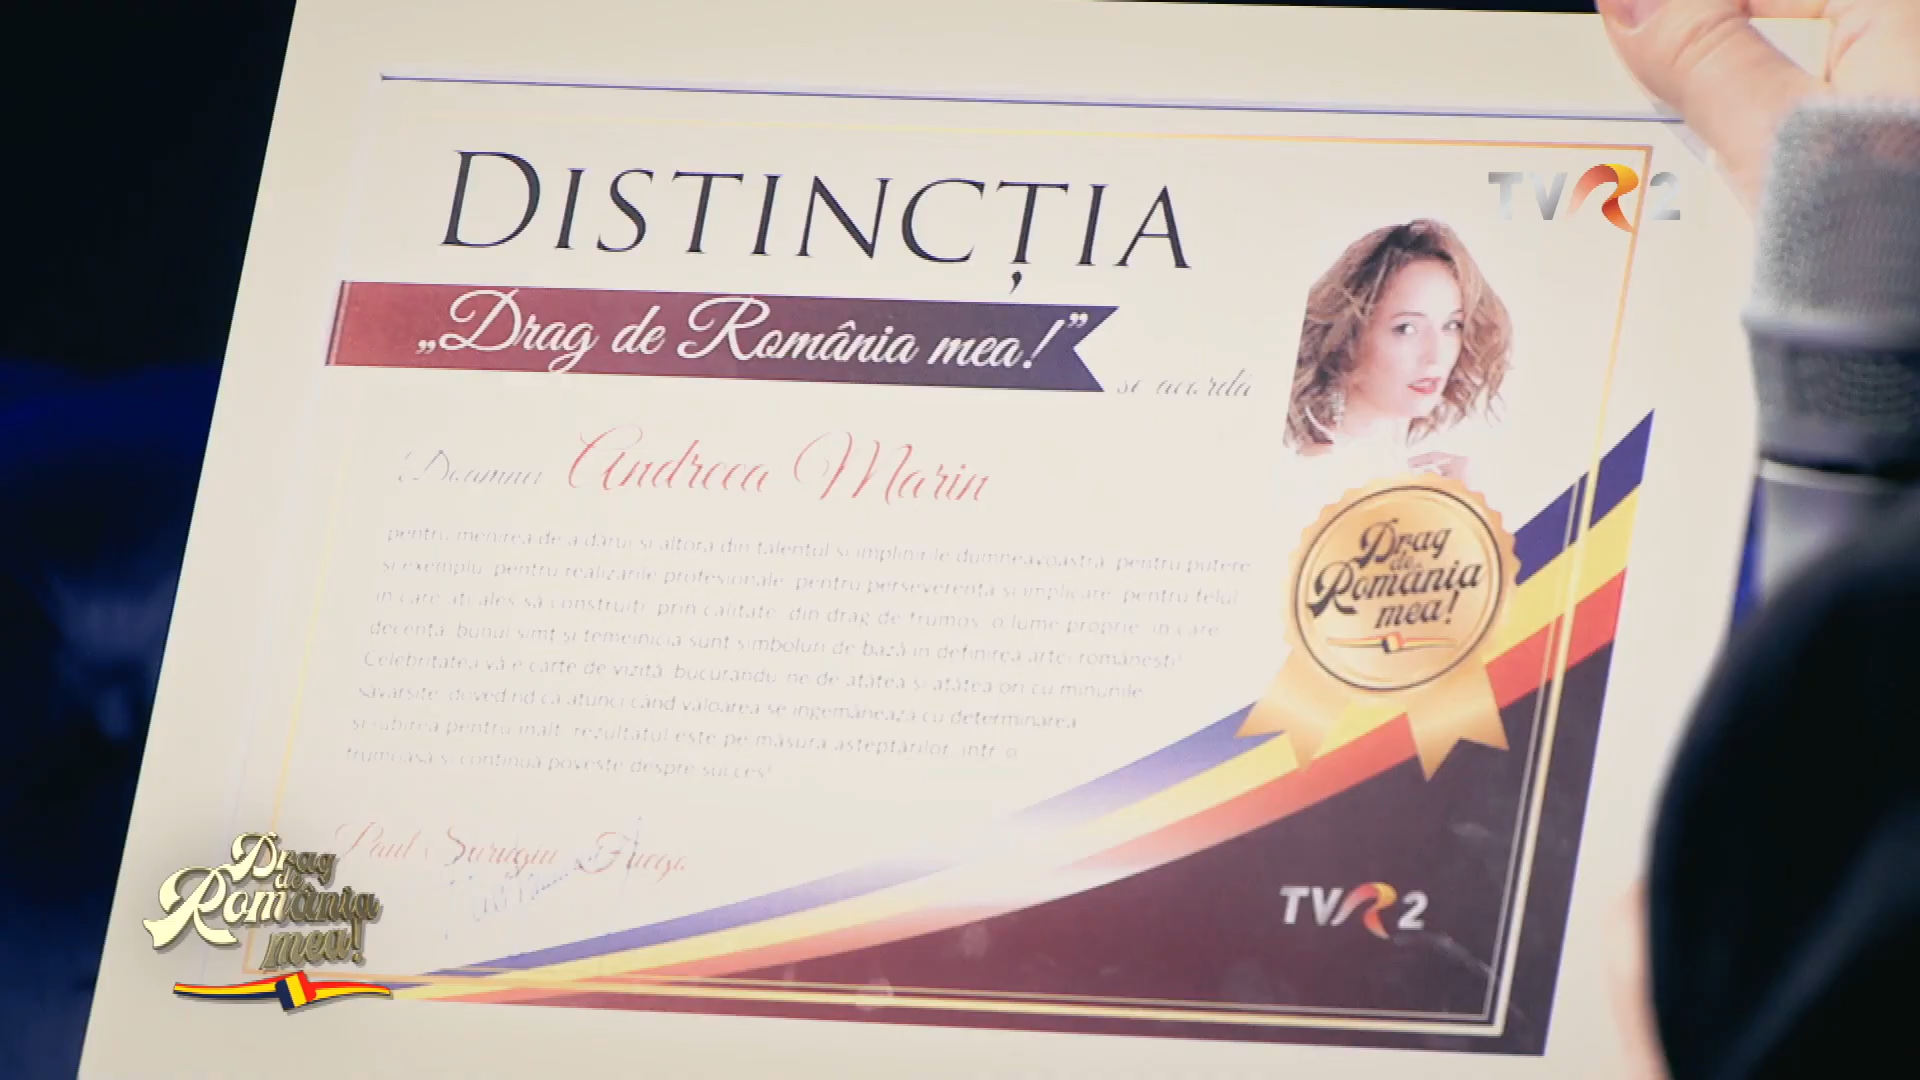 DISTINCȚIA
TVR2
„Drag de România mea!”
se acordă
Doamnei Andreea Marin
pentru menirea de a dărui și altora din talentul și împlinirile dumneavoastră, pentru putere
și exemplu, pentru realizările profesionale, pentru perseverență și implicare, pentru felul
în care ați ales să construiți, prin calitate, din drag de frumos, o lume proprie, în care
decența, bunul simț și temeinicia sunt simboluri de bază în definirea artei românești!
Celebritatea vă e carte de vizită, bucurându-ne de atâtea și atâtea ori cu minunile
săvârșite, dovedind că atunci când valoarea se îngemănează cu determinarea
și iubirea pentru înalt, rezultatul este pe măsura așteptărilor, într-o
frumoasă și continuă poveste despre succes!
Drag
de
România
mea!
Paul Surugiu Fuego
TVR2
Drag
de
România
mea!